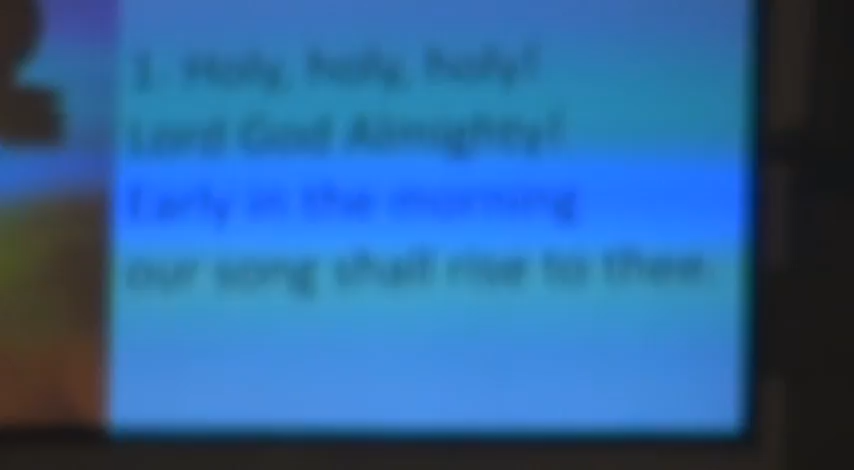 1. Holy, holy, holy!
Lord God Almighty!
Early in the morning
our song shall rise to thee.